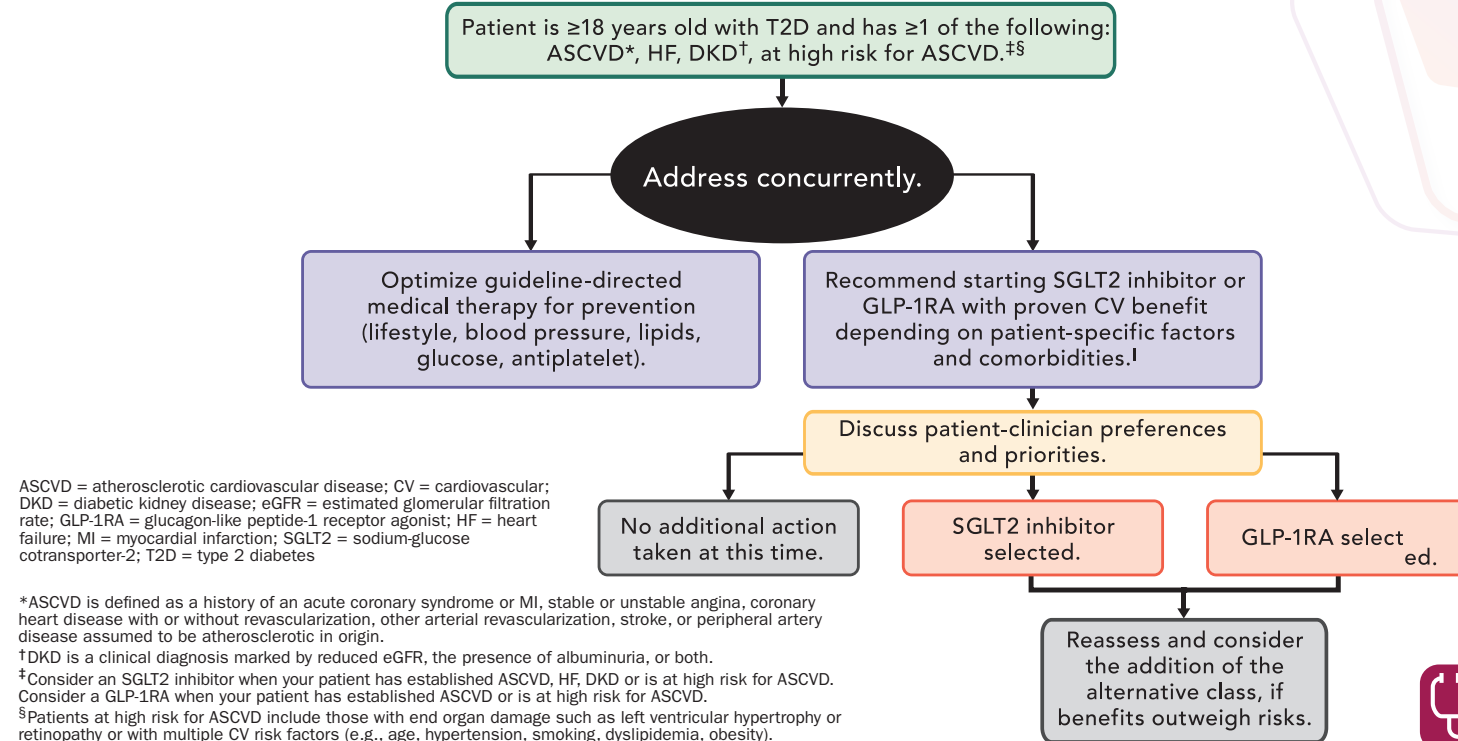 Patient is ≥18 years old with T2D and has ≥1 of the following:
ASCVD*, HF, DKD†, at high risk for ASCVD.‡§
Address concurrently.
Optimize guideline-directed
medical therapy for prevention
(lifestyle, blood pressure, lipids,
glucose, antiplatelet).
Recommend starting SGLT2 inhibitor or
GLP-1RA with proven CV benefit
depending on patient-specific factors
and comorbidities.I
Discuss patient-clinician preferences
and priorities.
No additional action
taken at this time.
SGLT2 inhibitor
selected.
GLP-1RA select
ed.
Reassess and consider
the addition of the
alternative class, if
benefits outweigh risks.
ASCVD = atherosclerotic cardiovascular disease; CV = cardiovascular;
DKD = diabetic kidney disease; eGFR = estimated glomerular filtration
rate; GLP-1RA = glucagon-like peptide-1 receptor agonist; HF = heart
failure; MI = myocardial infarction; SGLT2 = sodium-glucose
cotransporter-2; T2D = type 2 diabetes
*ASCVD is defined as a history of an acute coronary syndrome or MI, stable or unstable angina, coronary
heart disease with or without revascularization, other arterial revascularization, stroke, or peripheral artery
disease assumed to be atherosclerotic in origin.
†DKD is a clinical diagnosis marked by reduced eGFR, the presence of albuminuria, or both.
‡Consider an SGLT2 inhibitor when your patient has established ASCVD, HF, DKD or is at high risk for ASCVD.
Consider a GLP-1RA when your patient has established ASCVD or is at high risk for ASCVD.
§Patients at high risk for ASCVD include those with end organ damage such as left ventricular hypertrophy or
retinopathy or with multiple CV risk factors (e.g., age, hypertension, smoking, dyslipidemia, obesity).